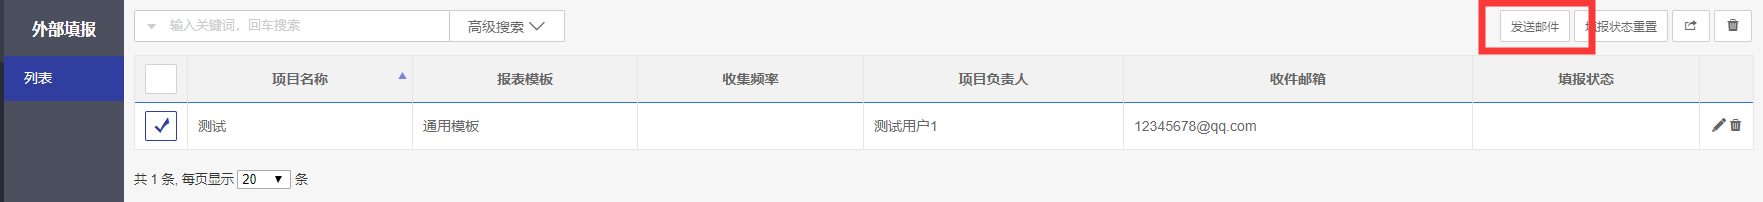 外部填报
列表
输入关键词，回车搜索
高级搜索
发送邮件
填报状态重置
项目名称 报表模板 收集频率 项目负责人 收件邮箱 填报状态
测试 通用模板 测试用户1 12345678@qq.com
共 1 条, 每页显示 20 条